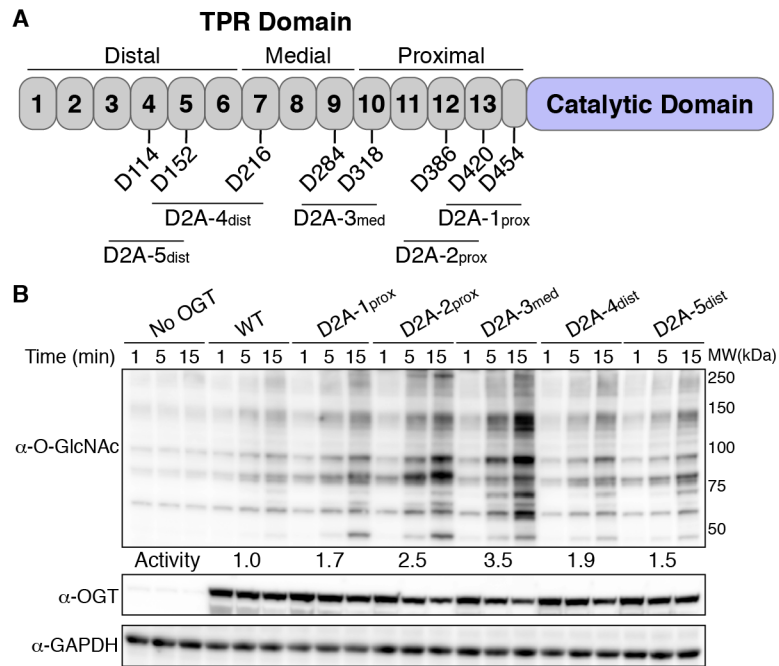 A
TPR Domain
Distal Medial Proximal
1 2 3 4 5 6 7 8 9 10 11 12 13 Catalytic Domain
D114 D152 D216 D284 D318 D386 D420 D454
D2A-4dist D2A-3med D2A-1prox
D2A-5dist D2A-2prox
B
No OGT WT D2A-1prox D2A-2prox D2A-3med D2A-4dist D2A-5dist
Time (min) 1 5 15 1 5 15 1 5 15 1 5 15 1 5 15 1 5 15 1 5 15 MW(kDa)
250
150
α-O-GlcNAc 100
75
50
Activity 1.0 1.7 2.5 3.5 1.9 1.5
α-OGT
α-GAPDH